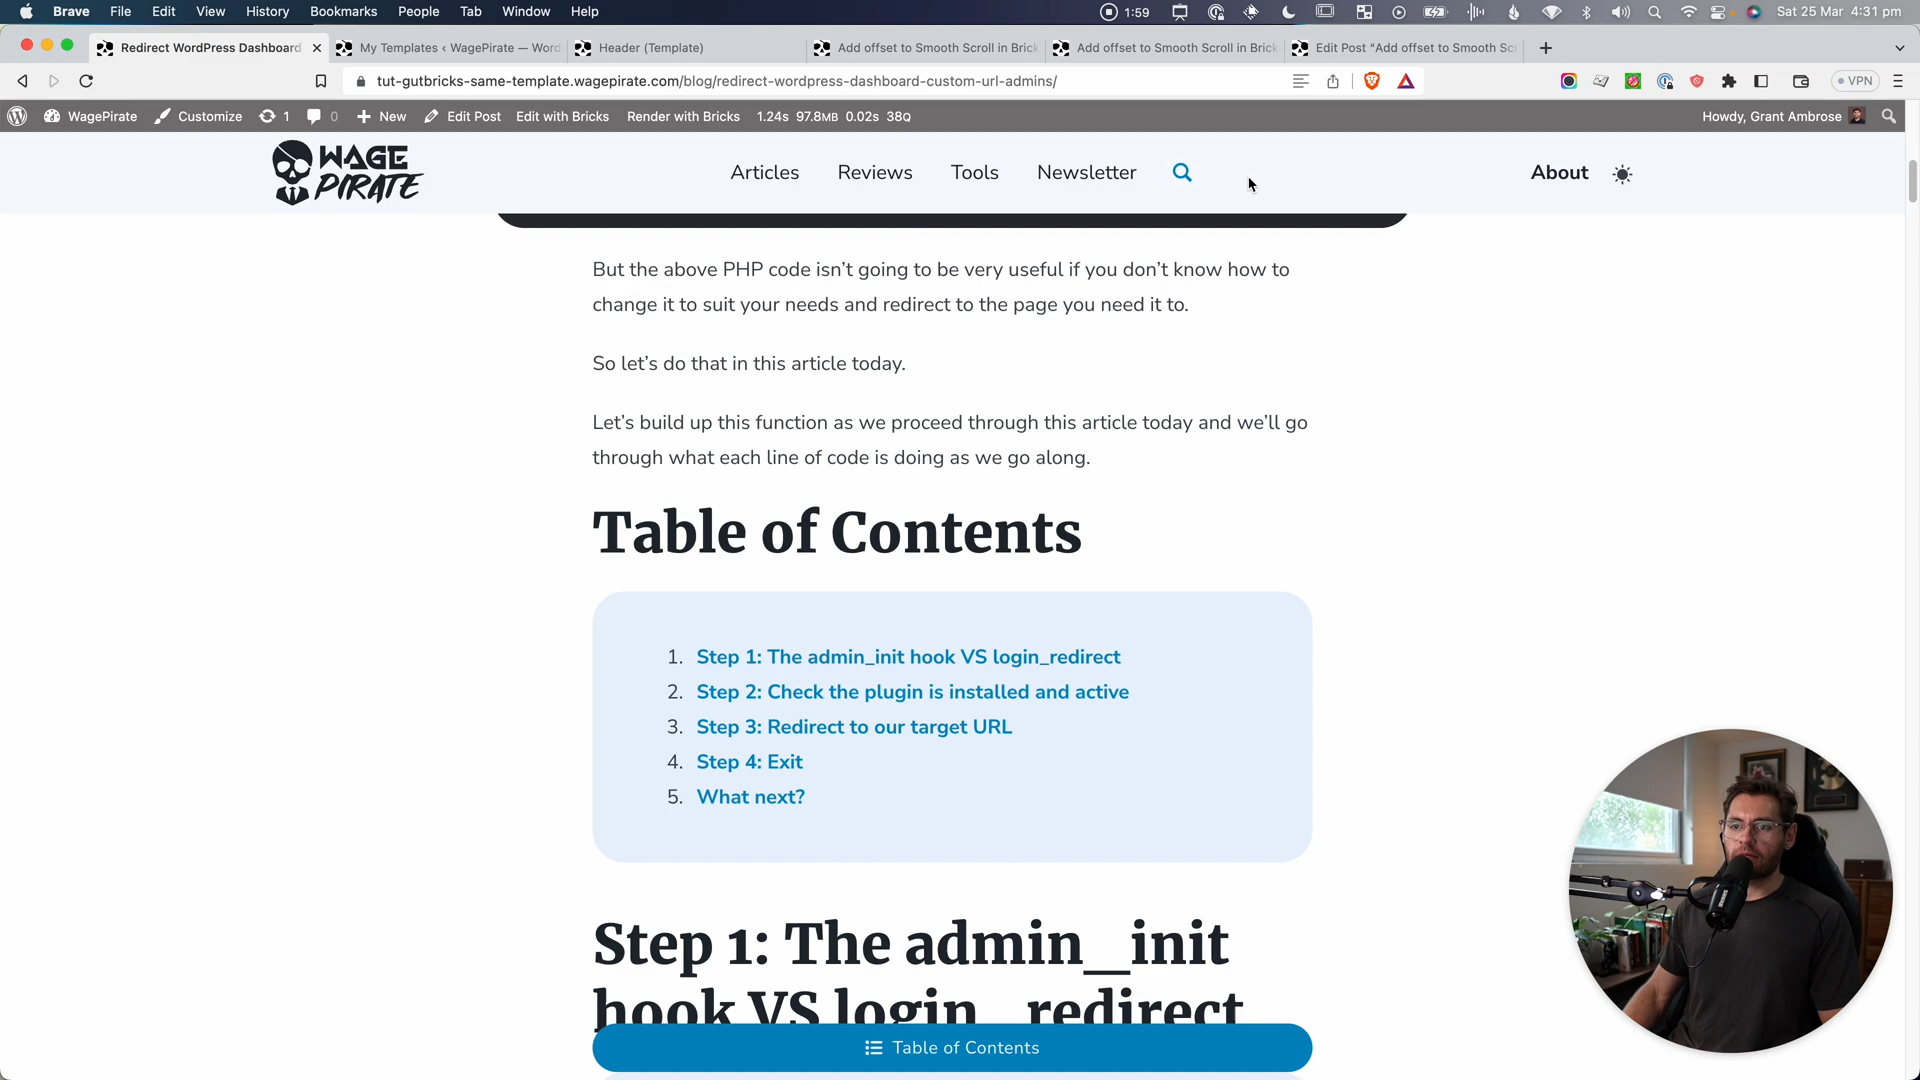 Brave File Edit View History Bookmarks People Tab Window Help 1:59 Sat 25 Mar 4:31 pm
Redirect WordPress Dashboard My Templates ‹ WagePirate — Wor Header (Template) Add offset to Smooth Scroll in Brick Add offset to Smooth Scroll in Brick Edit Post “Add offset to Smooth Sc
tut-gutbricks-same-template.wagepirate.com/blog/redirect-wordpress-dashboard-custom-url-admins/ VPN
WagePirate Customize 1 0 New Edit Post Edit with Bricks Render with Bricks 1.24s 97.8MB 0.02s 38Q Howdy, Grant Ambrose
WAGE PIRATE Articles Reviews Tools Newsletter About
But the above PHP code isn’t going to be very useful if you don’t know how to
change it to suit your needs and redirect to the page you need it to.
So let’s do that in this article today.
Let’s build up this function as we proceed through this article today and we’ll go
through what each line of code is doing as we go along.
Table of Contents
1. Step 1: The admin_init hook VS login_redirect
2. Step 2: Check the plugin is installed and active
3. Step 3: Redirect to our target URL
4. Step 4: Exit
5. What next?
Step 1: The admin_init
hook VS login_redirect
Table of Contents